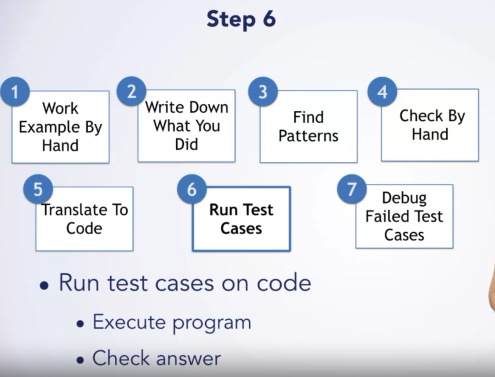 Step 6
1
Work
Example By
Hand
2
Write Down
What You
Did
3
Find
Patterns
4
Check By
Hand
5
Translate To
Code
6
Run Test
Cases
7
Debug
Failed Test
Cases
• Run test cases on code
• Execute program
• Check answer